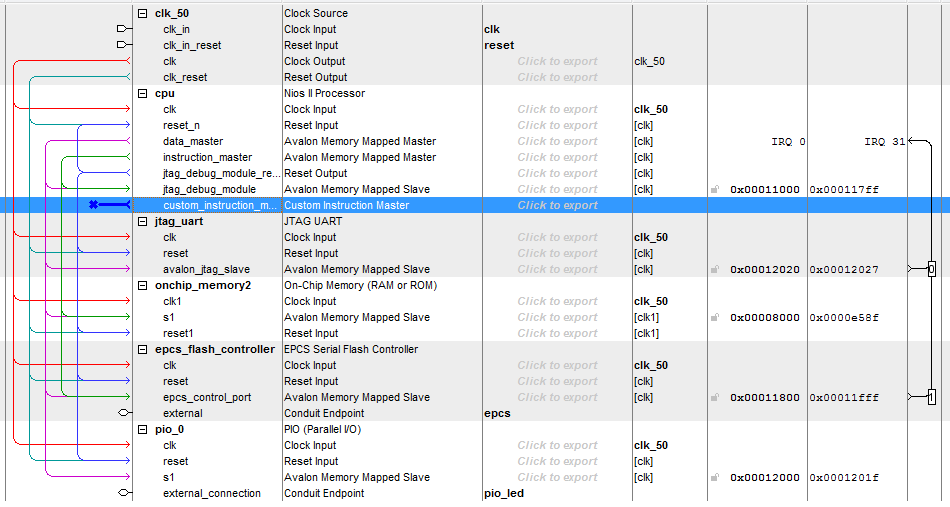 clk_50 Clock Source
clk_in Clock Input clk
clk_in_reset Reset Input reset
clk Clock Output Click to export clk_50
clk_reset Reset Output Click to export
cpu Nios II Processor
clk Clock Input Click to export clk_50
reset_n Reset Input Click to export [clk]
data_master Avalon Memory Mapped Master Click to export [clk] IRQ 0 IRQ 31
instruction_master Avalon Memory Mapped Master Click to export [clk]
jtag_debug_module_re... Reset Output Click to export [clk]
jtag_debug_module Avalon Memory Mapped Slave Click to export [clk] 0x00011000 0x000117ff
custom_instruction_m... Custom Instruction Master Click to export
jtag_uart JTAG UART
clk Clock Input Click to export clk_50
reset Reset Input Click to export [clk]
avalon_jtag_slave Avalon Memory Mapped Slave Click to export [clk] 0x00012020 0x00012027 0
onchip_memory2 On-Chip Memory (RAM or ROM)
clk1 Clock Input Click to export clk_50
s1 Avalon Memory Mapped Slave Click to export [clk1] 0x00008000 0x0000e58f
reset1 Reset Input Click to export [clk1]
epcs_flash_controller EPCS Serial Flash Controller
clk Clock Input Click to export clk_50
reset Reset Input Click to export [clk]
epcs_control_port Avalon Memory Mapped Slave Click to export [clk] 0x00011800 0x00011fff 1
external Conduit Endpoint epcs
pio_0 PIO (Parallel I/O)
clk Clock Input Click to export clk_50
reset Reset Input Click to export [clk]
s1 Avalon Memory Mapped Slave Click to export [clk] 0x00012000 0x0001201f
external_connection Conduit Endpoint pio_led